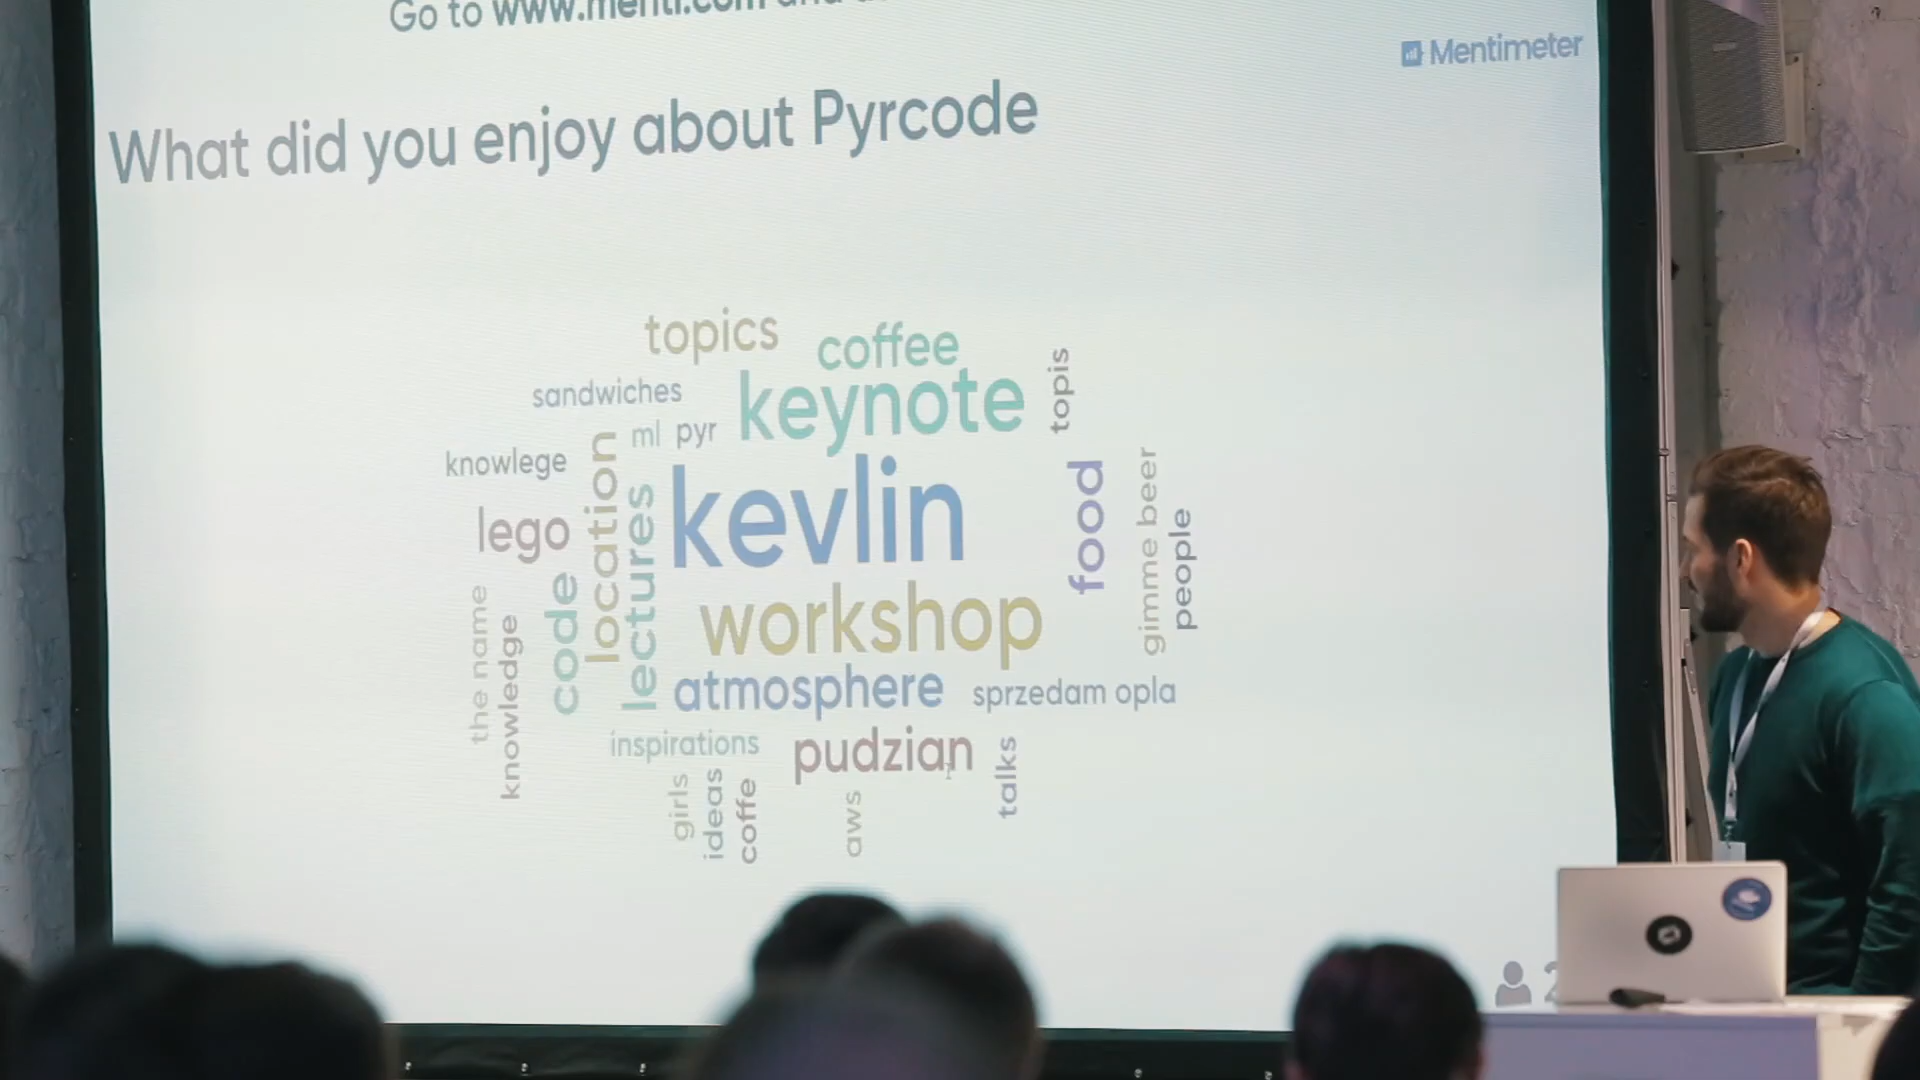 Go to www.menti.com and
Mentimeter
What did you enjoy about Pyrcode
topics
coffee
sandwiches
keynote
topis
ml
pyr
knowlege
location
kevlin
food
gimme beer
lego
lectures
people
code
workshop
the name
knowledge
atmosphere
sprzedam opla
inspirations
pudzian
talks
girls
ideas
coffe
aws